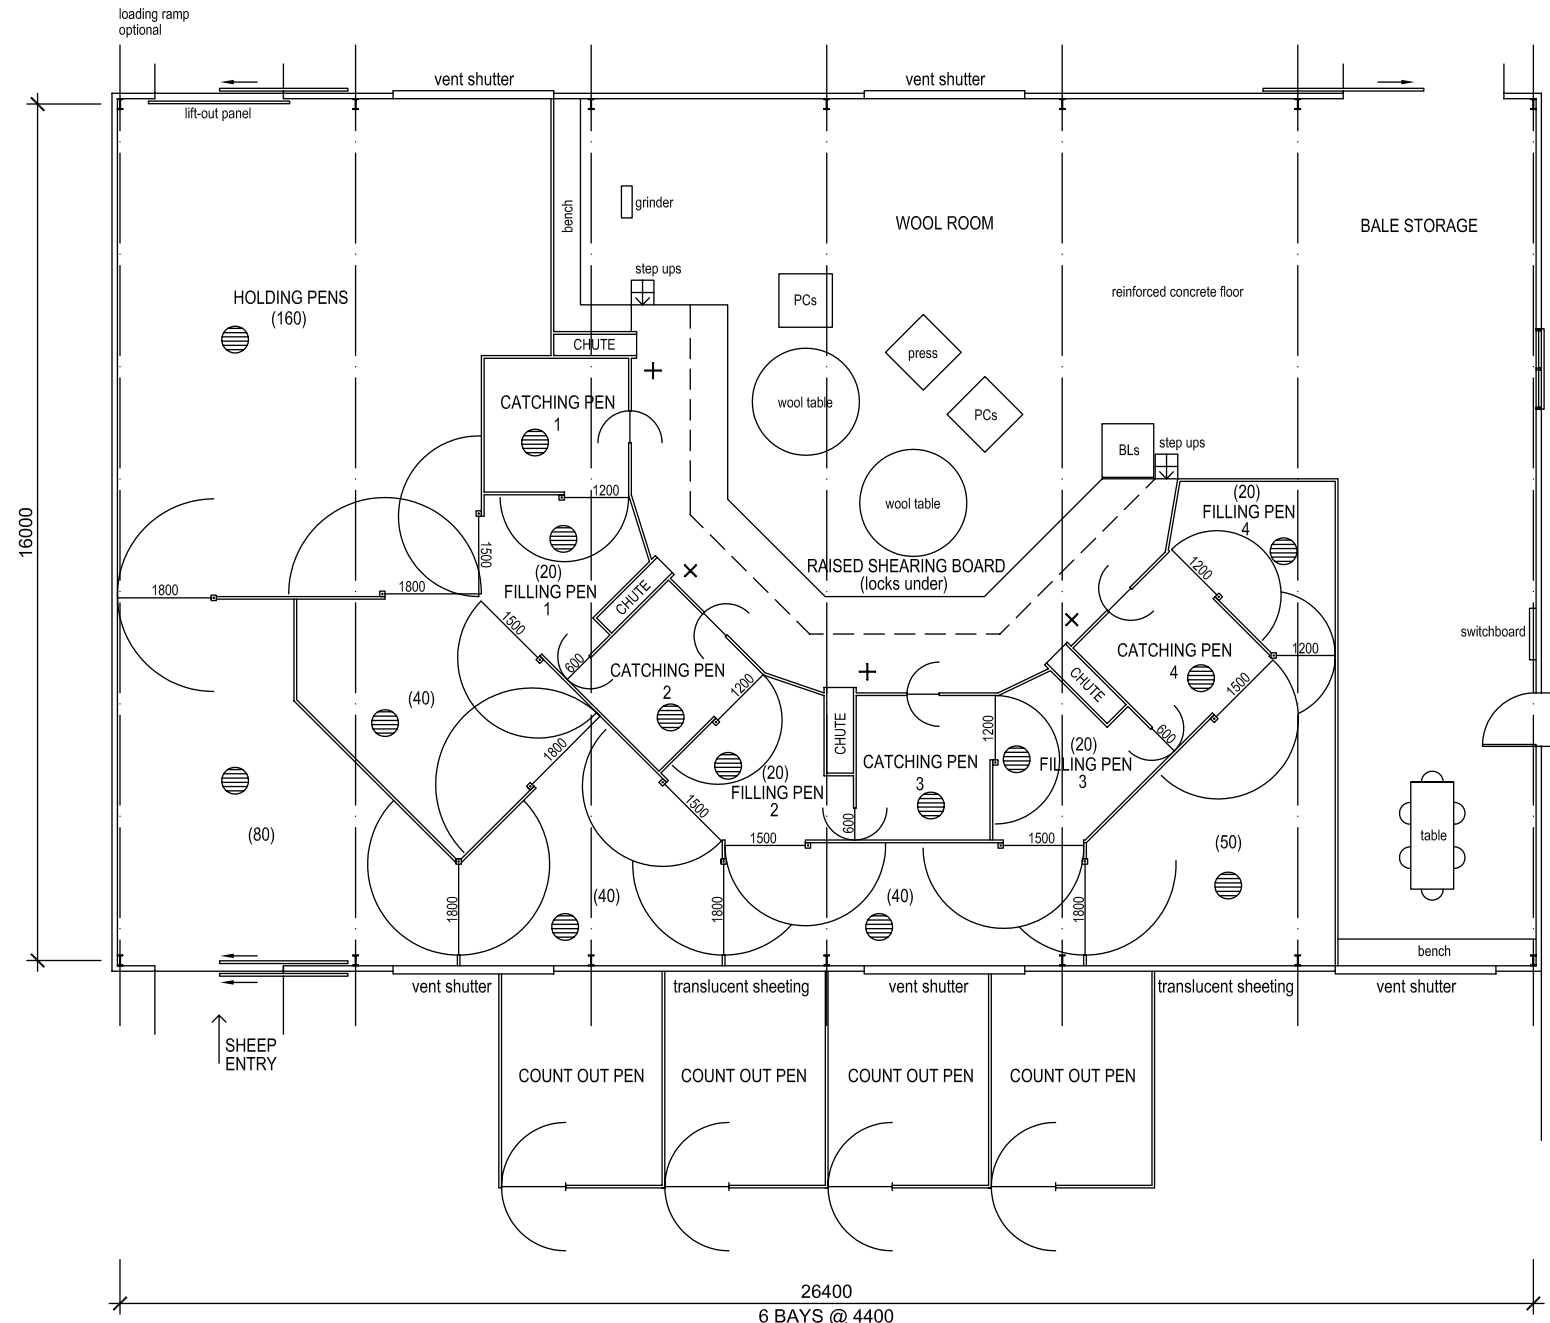 loading ramp
optional
vent shutter
vent shutter
lift-out panel
16000
bench
grinder
WOOL ROOM
BALE STORAGE
step ups
PCs
reinforced concrete floor
HOLDING PENS
(160)
CHUTE
press
wool table
CATCHING PEN
1
PCs
BLs
step ups
1200
wool table
(20)
FILLING PEN
4
1500
RAISED SHEARING BOARD
(locks under)
1200
(20)
FILLING PEN
1
1800
1800
CHUTE
1500
switchboard
600
CATCHING PEN
2
CATCHING PEN
4
1200
1200
CHUTE
1500
(40)
1800
CHUTE
1200
600
(20)
FILLING PEN
2
CATCHING PEN
3
(20)
FILLING PEN
3
1500
600
1500
1500
(80)
table
(50)
(40)
(40)
1800
1800
1800
bench
vent shutter
translucent sheeting
vent shutter
translucent sheeting
vent shutter
SHEEP
ENTRY
COUNT OUT PEN
COUNT OUT PEN
COUNT OUT PEN
COUNT OUT PEN
26400
6 BAYS @ 4400